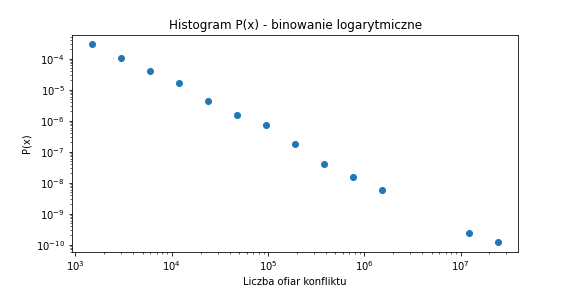 Histogram P(x) - binowanie logarytmiczne
P(x)
10⁻⁴
10⁻⁵
10⁻⁶
10⁻⁷
10⁻⁸
10⁻⁹
10⁻¹⁰
10³ 10⁴ 10⁵ 10⁶ 10⁷
Liczba ofiar konfliktu